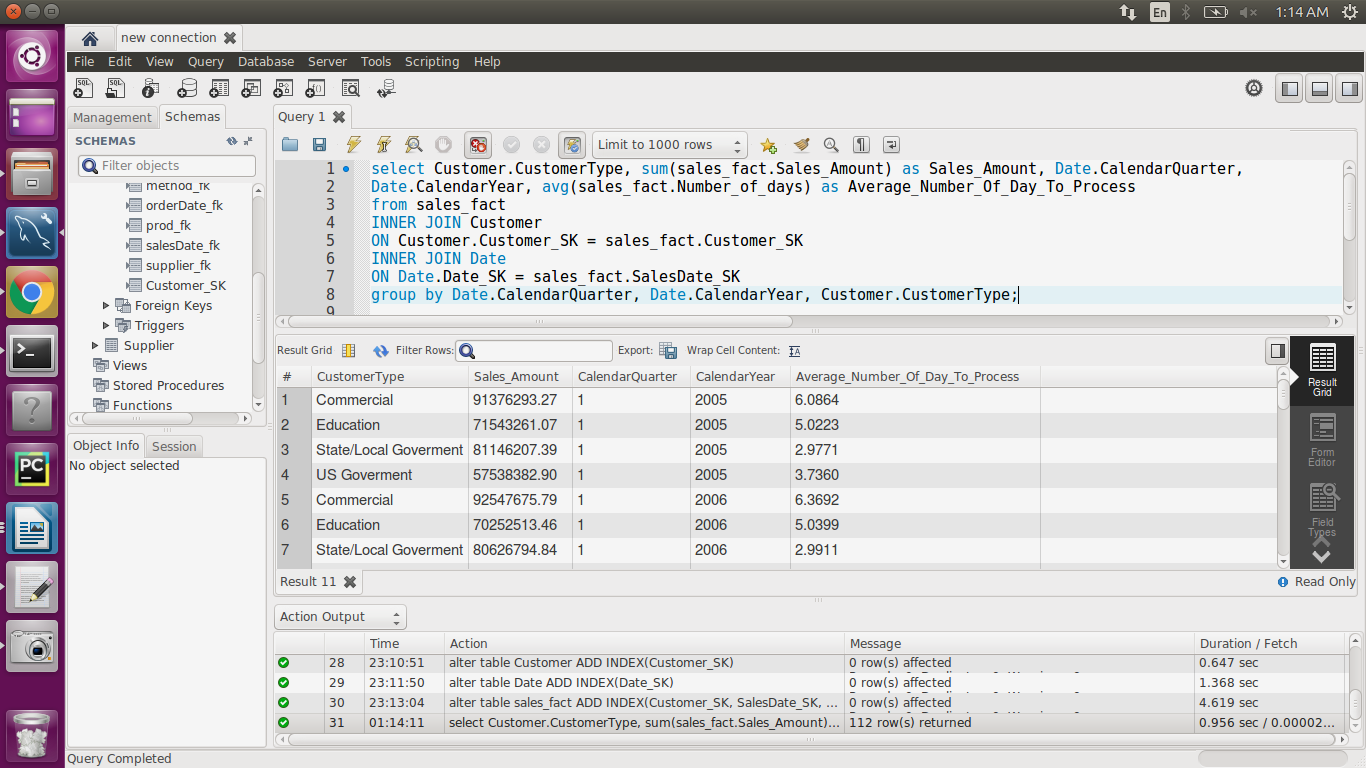 En
1:14 AM
new connection
File Edit View Query Database Server Tools Scripting Help
Management Schemas
SCHEMAS
Filter objects
method_fk
orderDate_fk
prod_fk
salesDate_fk
supplier_fk
Customer_SK
Foreign Keys
Triggers
Supplier
Views
Stored Procedures
Functions
Object Info Session
No object selected
Query 1
Limit to 1000 rows
1 select Customer.CustomerType, sum(sales_fact.Sales_Amount) as Sales_Amount, Date.CalendarQuarter,
2 Date.CalendarYear, avg(sales_fact.Number_of_days) as Average_Number_Of_Day_To_Process
3 from sales_fact
4 INNER JOIN Customer
5 ON Customer.Customer_SK = sales_fact.Customer_SK
6 INNER JOIN Date
7 ON Date.Date_SK = sales_fact.SalesDate_SK
8 group by Date.CalendarQuarter, Date.CalendarYear, Customer.CustomerType;
9
Result Grid Filter Rows: Export: Wrap Cell Content:
# CustomerType Sales_Amount CalendarQuarter CalendarYear Average_Number_Of_Day_To_Process
1 Commercial 91376293.27 1 2005 6.0864
2 Education 71543261.07 1 2005 5.0223
3 State/Local Goverment 81146207.39 1 2005 2.9771
4 US Goverment 57538382.90 1 2005 3.7360
5 Commercial 92547675.79 1 2006 6.3692
6 Education 70252513.46 1 2006 5.0399
7 State/Local Goverment 80626794.84 1 2006 2.9911
Result
Grid
Form
Editor
Field
Types
Result 11
Read Only
Action Output
Time Action Message Duration / Fetch
28 23:10:51 alter table Customer ADD INDEX(Customer_SK) 0 row(s) affected 0.647 sec
29 23:11:50 alter table Date ADD INDEX(Date_SK) 0 row(s) affected 1.368 sec
30 23:13:04 alter table sales_fact ADD INDEX(Customer_SK, SalesDate_SK, ... 0 row(s) affected 4.619 sec
31 01:14:11 select Customer.CustomerType, sum(sales_fact.Sales_Amount)... 112 row(s) returned 0.956 sec / 0.00002...
Query Completed
PC